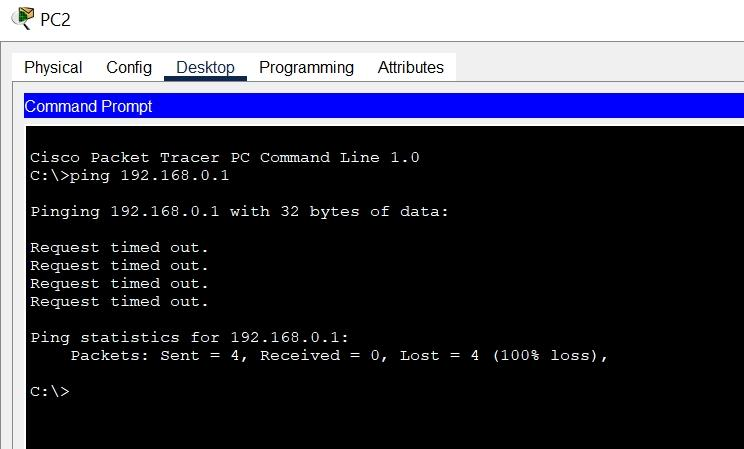 PC2
Physical Config Desktop Programming Attributes
Command Prompt
Cisco Packet Tracer PC Command Line 1.0
C:\>ping 192.168.0.1
Pinging 192.168.0.1 with 32 bytes of data:
Request timed out.
Request timed out.
Request timed out.
Request timed out.
Ping statistics for 192.168.0.1:
Packets: Sent = 4, Received = 0, Lost = 4 (100% loss),
C:\>